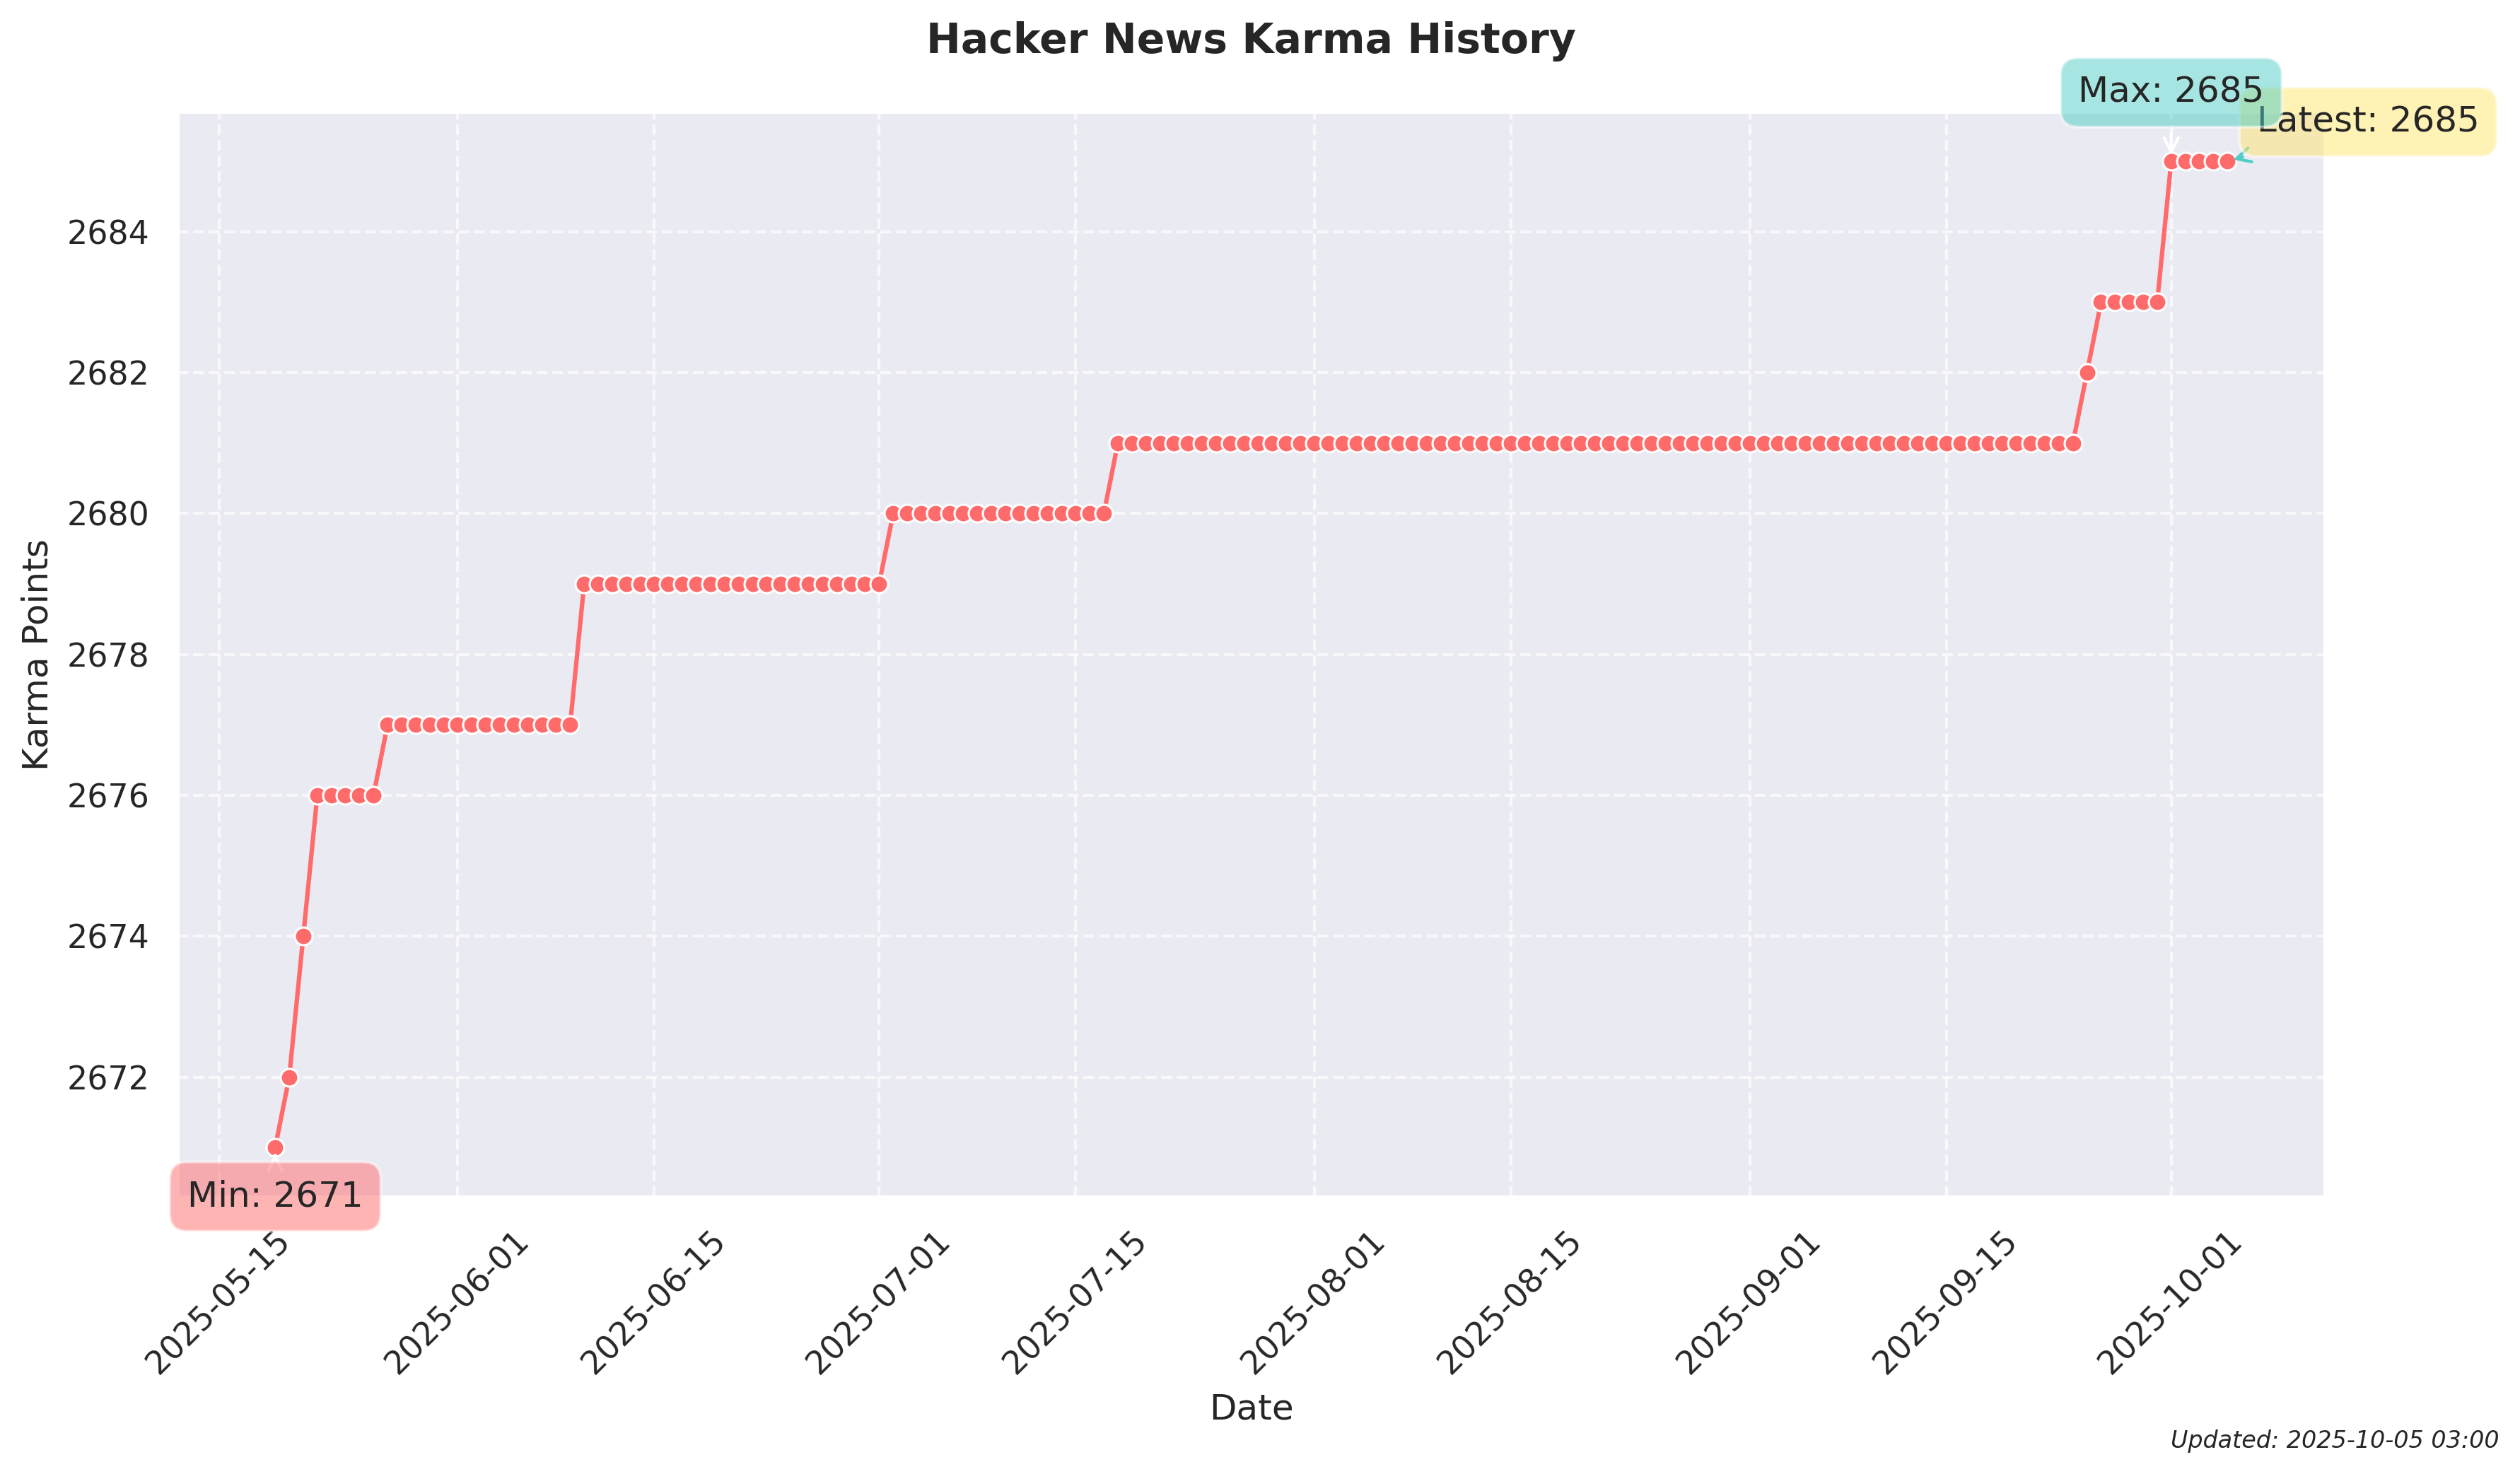 Hacker News Karma History
Max: 2685
Latest: 2685
2684
2682
2680
2678
2676
2674
2672
Karma Points
Min: 2671
2025-05-15
2025-06-01
2025-06-15
2025-07-01
2025-07-15
2025-08-01
2025-08-15
2025-09-01
2025-09-15
2025-10-01
Date
Updated: 2025-10-05 03:00